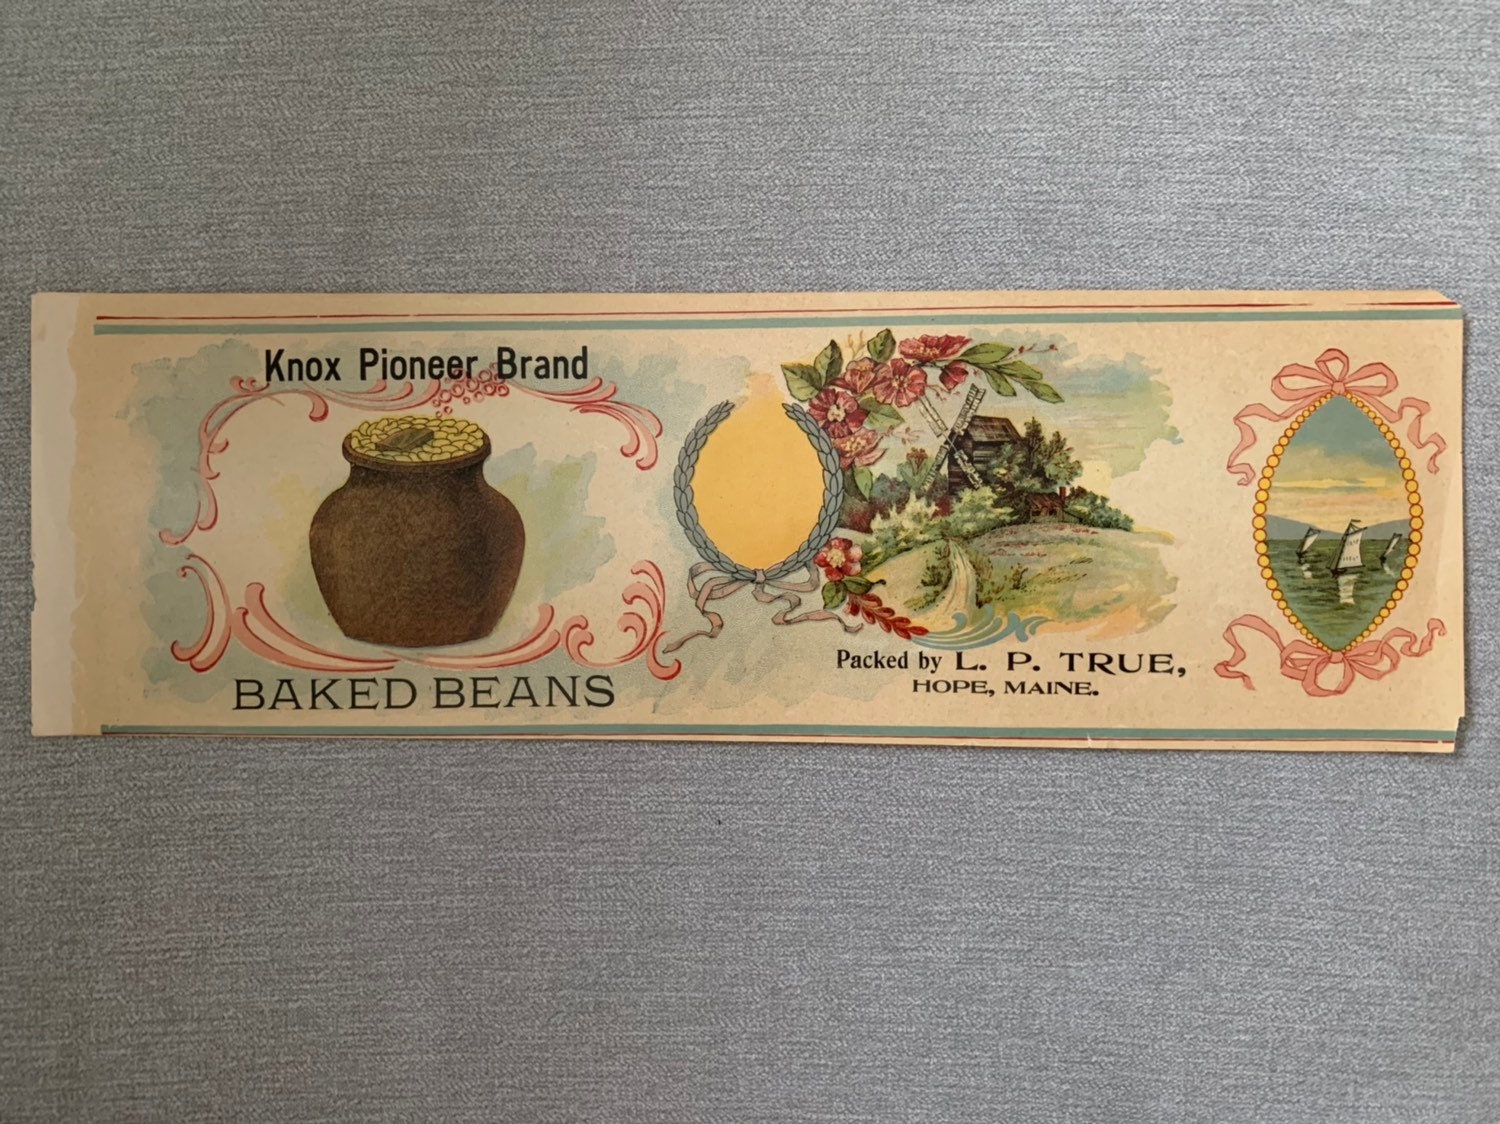 Knox Pioneer Brand
BAKED BEANS
Packed by L. P. TRUE,
HOPE, MAINE.